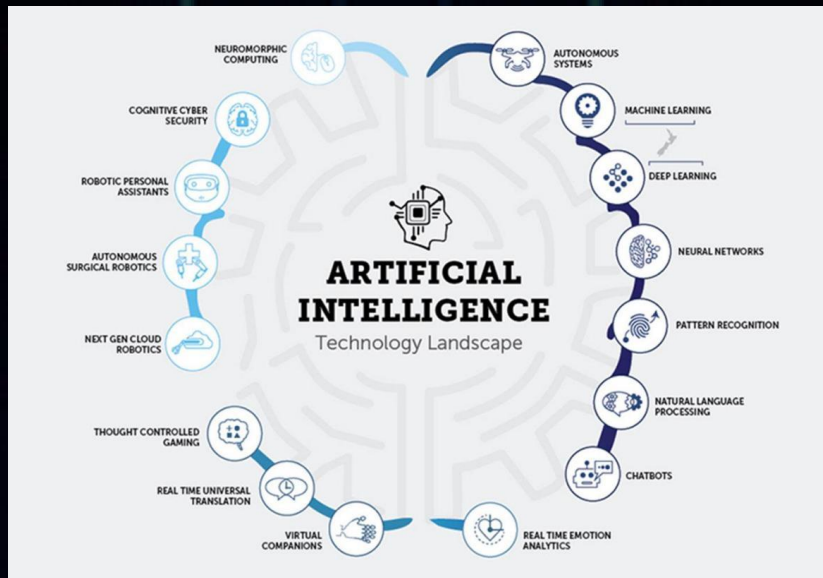 ARTIFICIAL
INTELLIGENCE
Technology Landscape
NEUROMORPHIC
COMPUTING
COGNITIVE CYBER
SECURITY
ROBOTIC PERSONAL
ASSISTANTS
AUTONOMOUS
SURGICAL ROBOTICS
NEXT GEN CLOUD
ROBOTICS
THOUGHT CONTROLLED
GAMING
REAL TIME UNIVERSAL
TRANSLATION
VIRTUAL
COMPANIONS
AUTONOMOUS
SYSTEMS
MACHINE LEARNING
DEEP LEARNING
NEURAL NETWORKS
PATTERN RECOGNITION
NATURAL LANGUAGE
PROCESSING
CHATBOTS
REAL TIME EMOTION
ANALYTICS